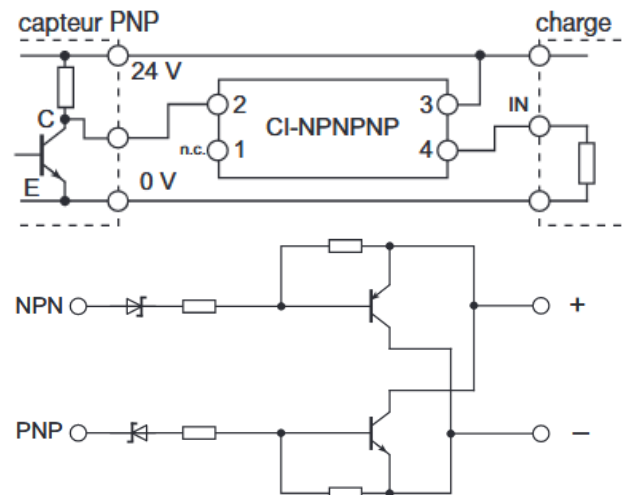 capteur PNP
charge
24 V
C
2
CI-NPNPNP
3
IN
n.c.
1
4
E
0 V
NPN
+
PNP
−